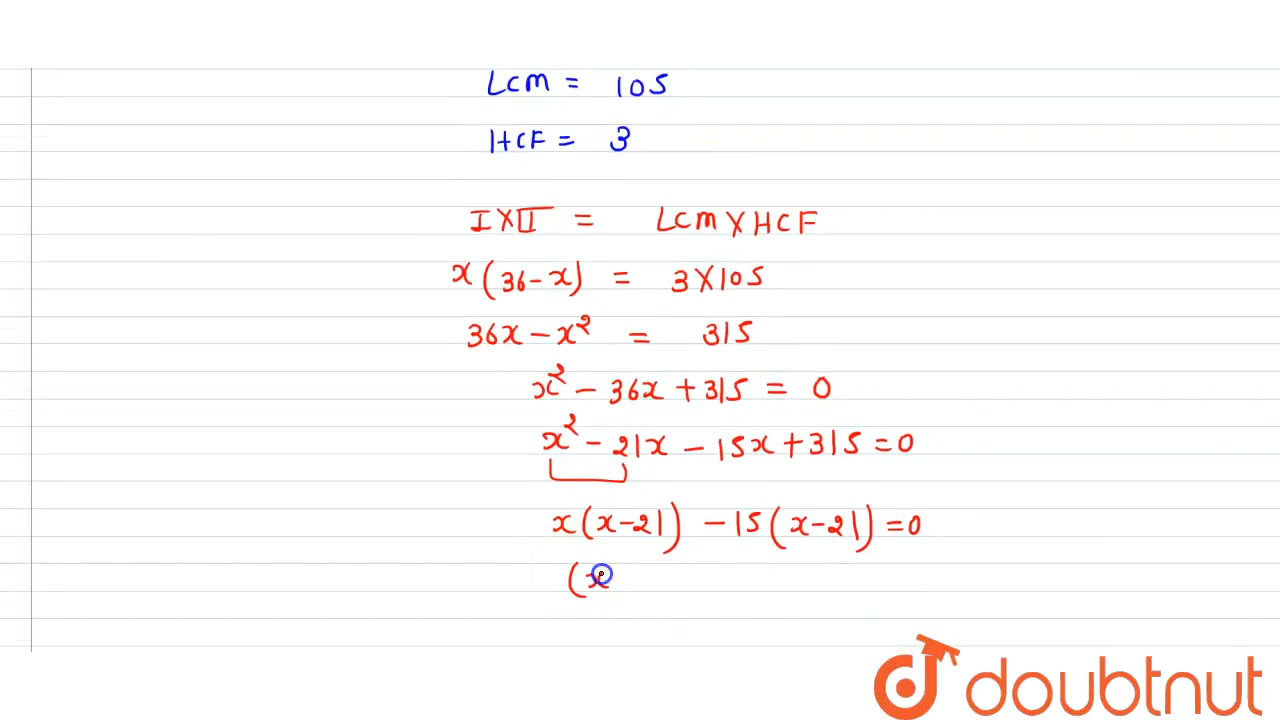 LCM = 105
HCF = 3
I X II = LCM X HCF
x(36-x) = 3 X 105
36x - x² = 315
x² - 36x + 315 = 0
x² - 21x - 15x + 315 = 0
x(x-21) - 15(x-21) = 0
(x
doubtnut